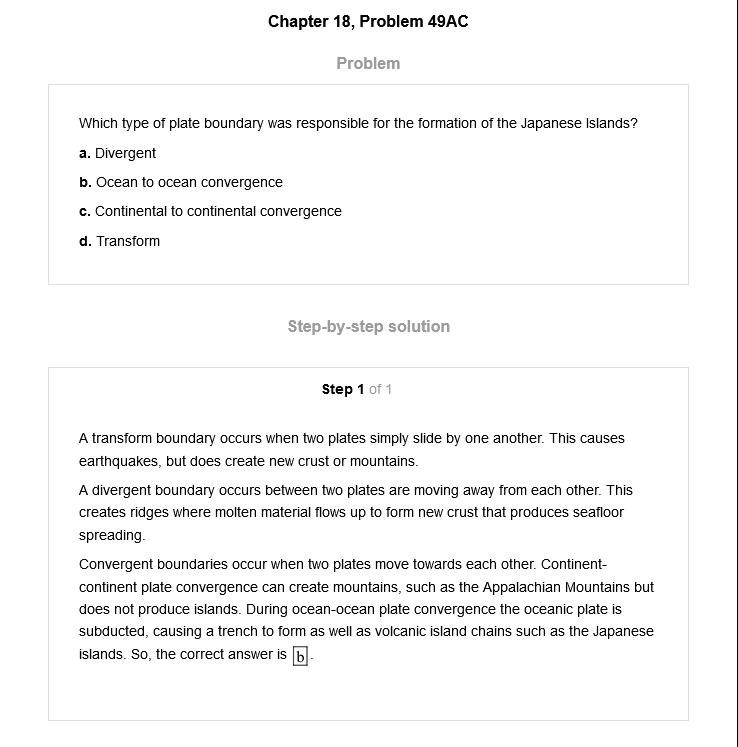 Chapter 18, Problem 49AC
Problem
Which type of plate boundary was responsible for the formation of the Japanese Islands?
a. Divergent
b. Ocean to ocean convergence
c. Continental to continental convergence
d. Transform
Step-by-step solution
Step 1 of 1
A transform boundary occurs when two plates simply slide by one another. This causes
earthquakes, but does create new crust or mountains.
A divergent boundary occurs between two plates are moving away from each other. This
creates ridges where molten material flows up to form new crust that produces seafloor
spreading.
Convergent boundaries occur when two plates move towards each other. Continent-
continent plate convergence can create mountains, such as the Appalachian Mountains but
does not produce islands. During ocean-ocean plate convergence the oceanic plate is
subducted, causing a trench to form as well as volcanic island chains such as the Japanese
islands. So, the correct answer is b.